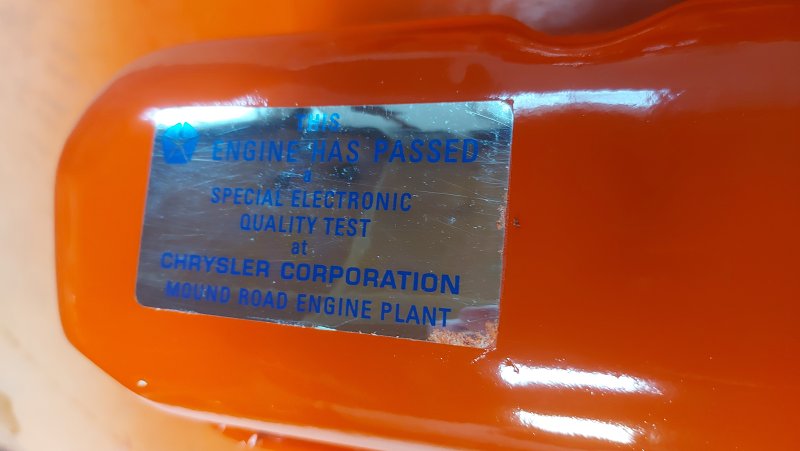 THIS
ENGINE HAS PASSED
a
SPECIAL ELECTRONIC
QUALITY TEST
at
CHRYSLER CORPORATION
MOUND ROAD ENGINE PLANT